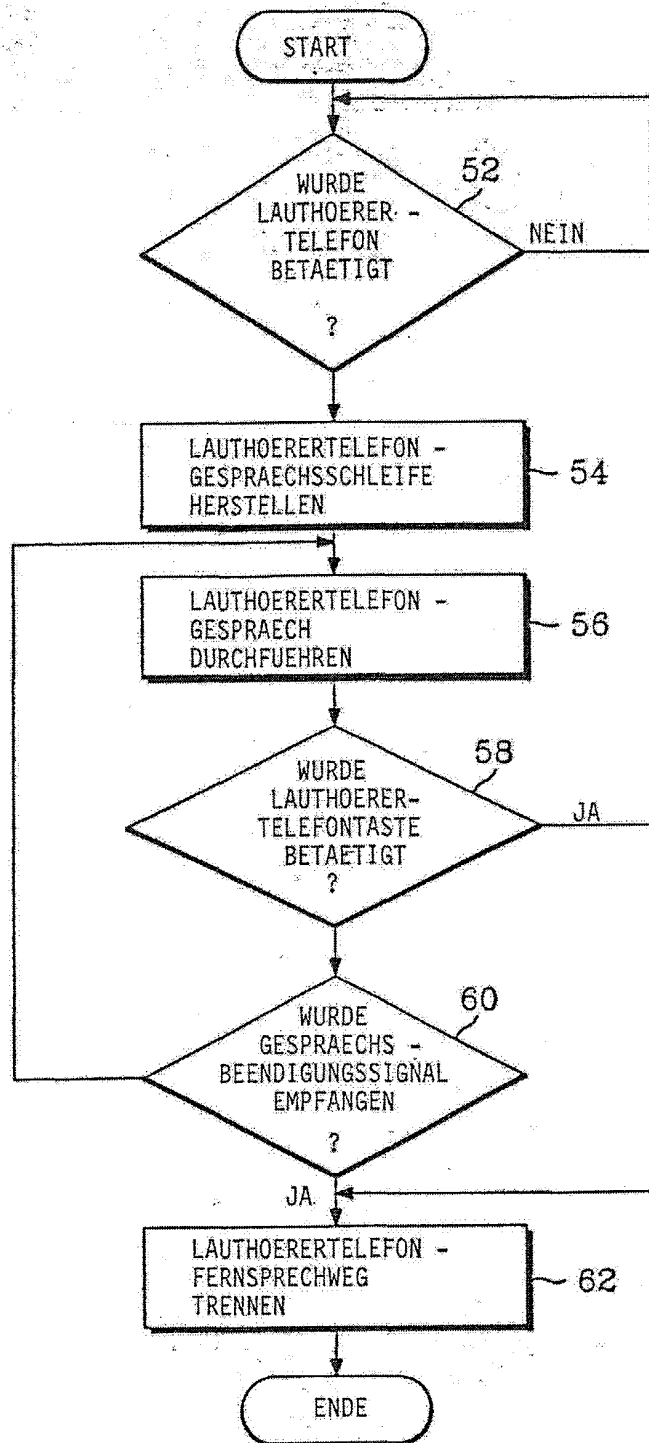 START
52
WURDE
LAUTHOERER -
TELEFON
BETAETIGT
?
NEIN
LAUTHOERERTELEFON -
GESPRAECHSSCHLEIFE
HERSTELLEN
54
LAUTHOERERTELEFON -
GESPRAECH
DURCHFUEHREN
56
58
WURDE
LAUTHOERER-
TELEFONTASTE
BETAETIGT
?
JA
60
WURDE
GESPRAECHS -
BEENDIGUNGSSIGNAL
EMPFANGEN
?
JA
LAUTHOERERTELEFON -
FERNSPRECHWEG
TRENNEN
62
ENDE